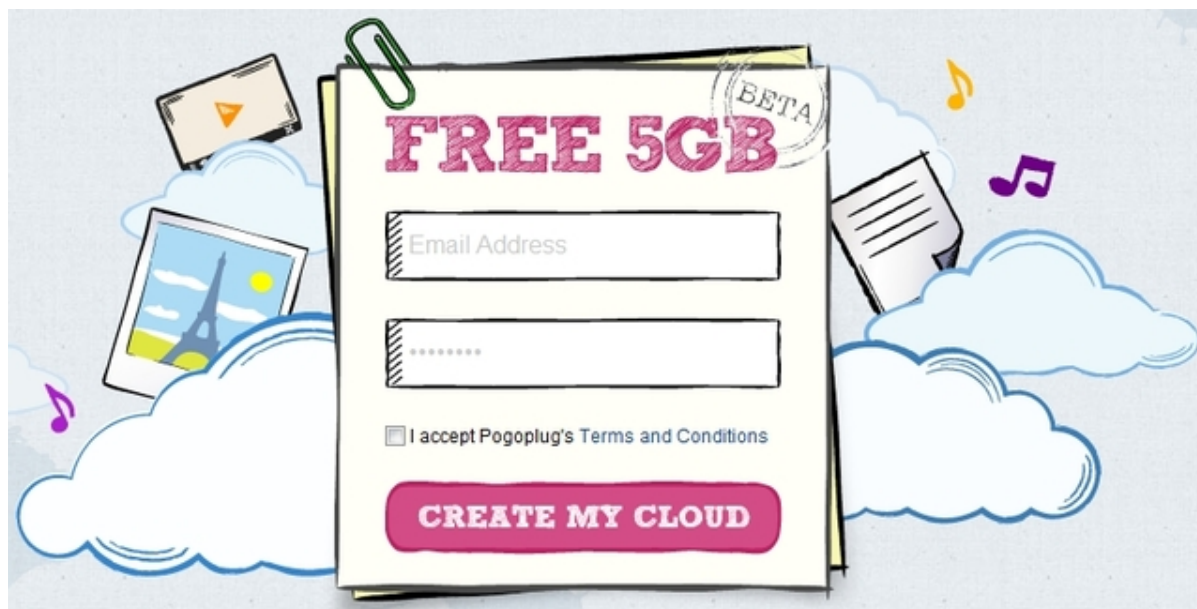 BETA
FREE 5GB
Email Address
••••••••
I accept Pogoplug's Terms and Conditions
CREATE MY CLOUD